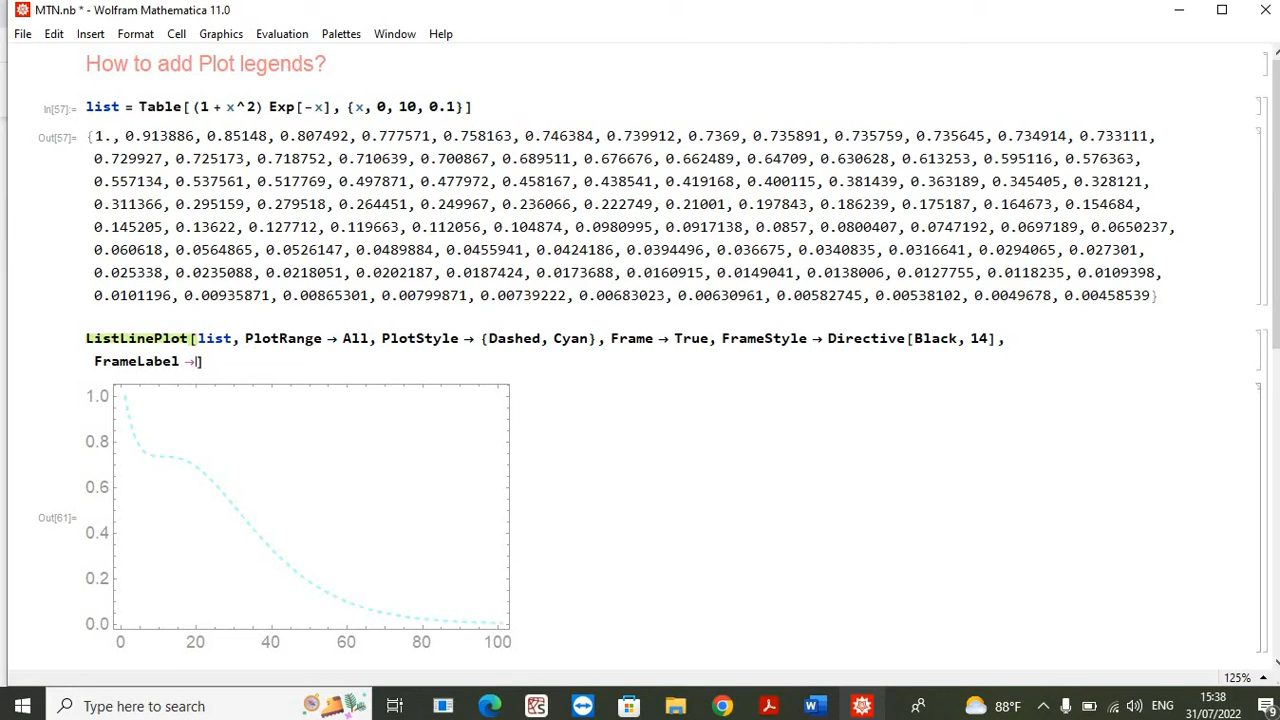 MTN.nb * - Wolfram Mathematica 11.0
File Edit Insert Format Cell Graphics Evaluation Palettes Window Help
How to add Plot legends?
In[57]:= list = Table[(1 + x^2) Exp[-x], {x, 0, 10, 0.1}]
Out[57]= {1., 0.913886, 0.85148, 0.807492, 0.777571, 0.758163, 0.746384, 0.739912, 0.7369, 0.735891, 0.735759, 0.735645, 0.734914, 0.733111,
0.729927, 0.725173, 0.718752, 0.710639, 0.700867, 0.689511, 0.676676, 0.662489, 0.64709, 0.630628, 0.613253, 0.595116, 0.576363,
0.557134, 0.537561, 0.517769, 0.497871, 0.477972, 0.458167, 0.438541, 0.419168, 0.400115, 0.381439, 0.363189, 0.345405, 0.328121,
0.311366, 0.295159, 0.279518, 0.264451, 0.249967, 0.236066, 0.222749, 0.21001, 0.197843, 0.186239, 0.175187, 0.164673, 0.154684,
0.145205, 0.13622, 0.127712, 0.119663, 0.112056, 0.104874, 0.0980995, 0.0917138, 0.0857, 0.0800407, 0.0747192, 0.0697189, 0.0650237,
0.060618, 0.0564865, 0.0526147, 0.0489884, 0.0455941, 0.0424186, 0.0394496, 0.036675, 0.0340835, 0.0316641, 0.0294065, 0.027301,
0.025338, 0.0235088, 0.0218051, 0.0202187, 0.0187424, 0.0173688, 0.0160915, 0.0149041, 0.0138006, 0.0127755, 0.0118235, 0.0109398,
0.0101196, 0.00935871, 0.00865301, 0.00799871, 0.00739222, 0.00683023, 0.00630961, 0.00582745, 0.00538102, 0.0049678, 0.00458539}
ListLinePlot[list, PlotRange → All, PlotStyle → {Dashed, Cyan}, Frame → True, FrameStyle → Directive[Black, 14],
FrameLabel →]
1.0
0.8
0.6
Out[61]=
0.4
0.2
0.0
0 20 40 60 80 100
125%
Type here to search
88°F ENG 15:38
31/07/2022